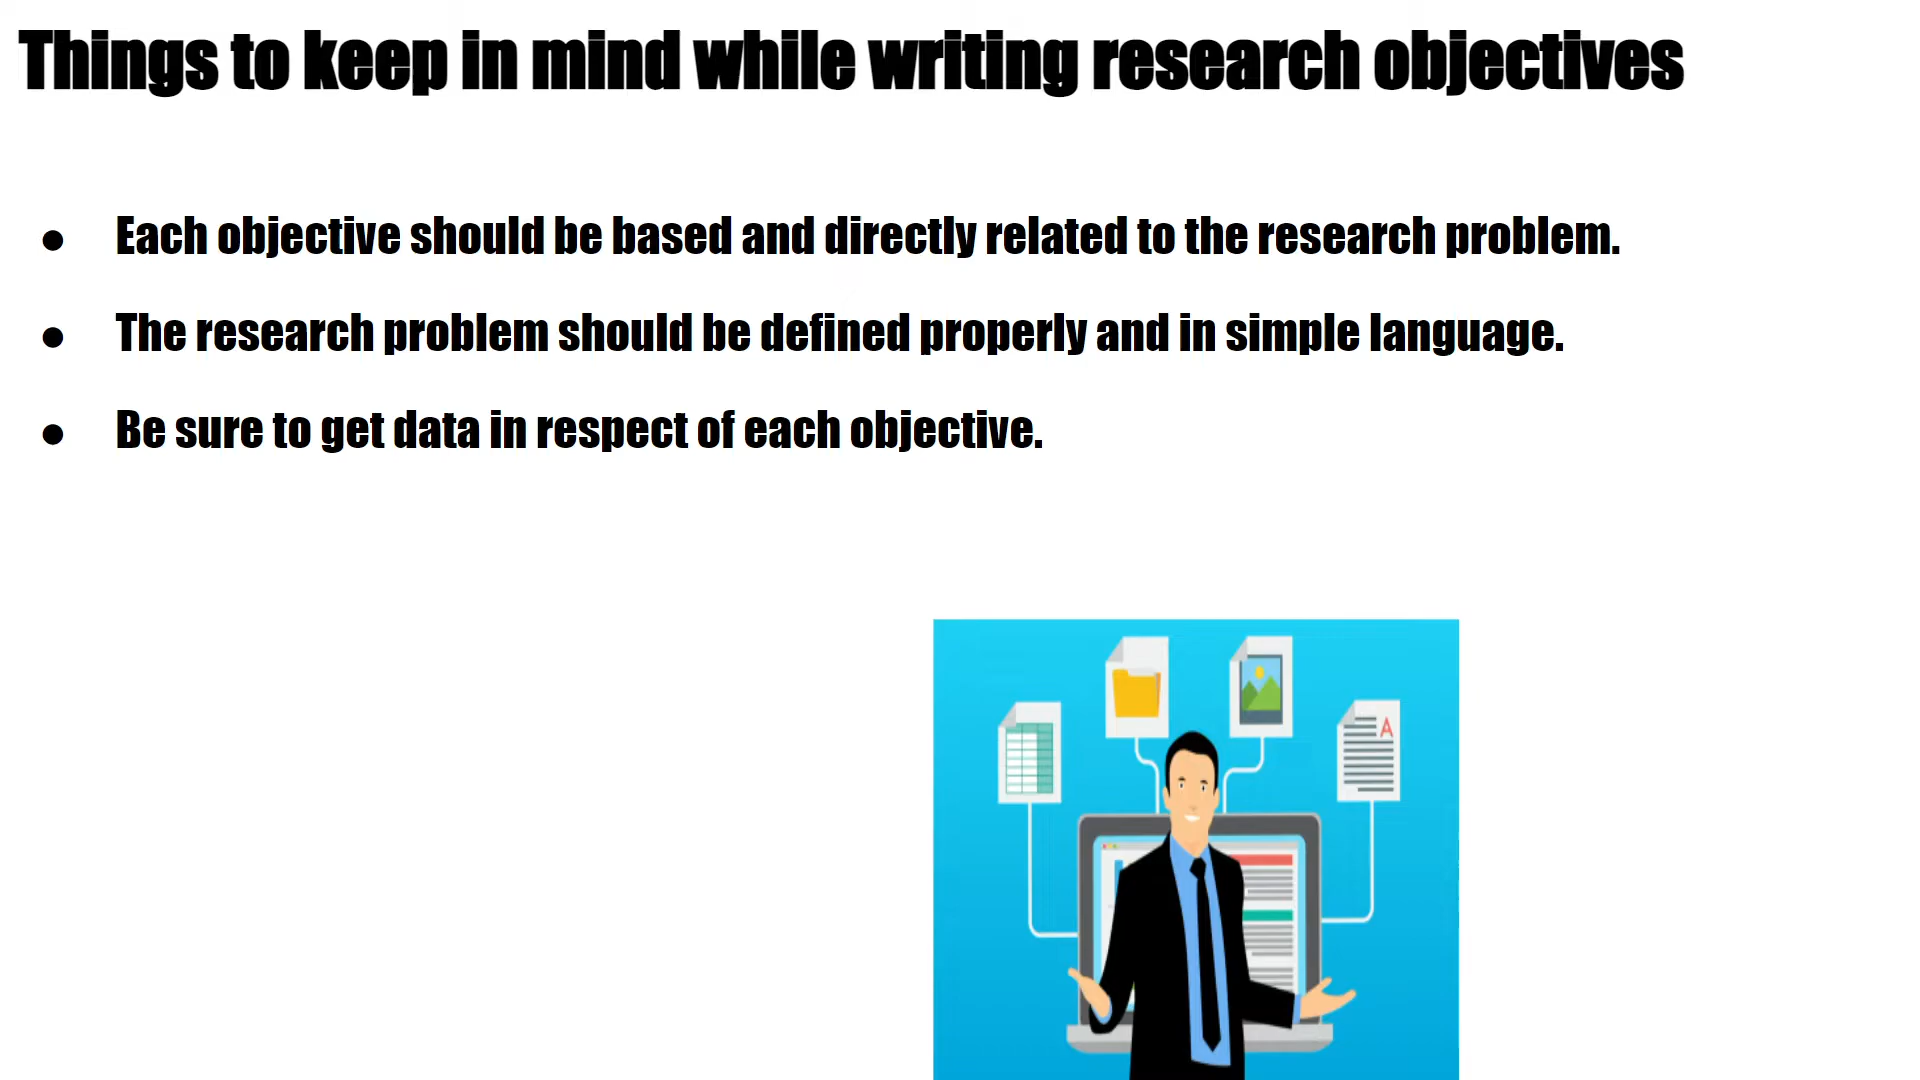 Things to keep in mind while writing research objectives
● Each objective should be based and directly related to the research problem.
● The research problem should be defined properly and in simple language.
● Be sure to get data in respect of each objective.
A